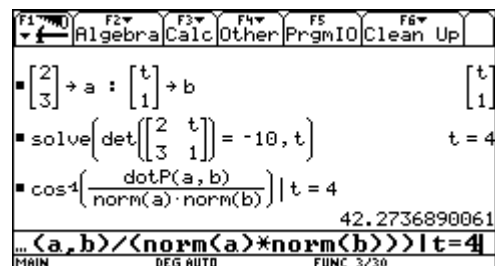 F1 F2 F3 F4 F5 F6
Algebra Calc Other PrgmIO Clean Up
▪[2 3] → a : [t 1] → b [t 1]
▪solve(det([2 t 3 1]) = -10, t) t = 4
▪cos⁻¹(dotP(a, b) / norm(a)·norm(b)) | t = 4
42.2736890061
…(a,b)/(norm(a)*norm(b)))|t=4
MAIN DEG AUTO FUNC 3/30